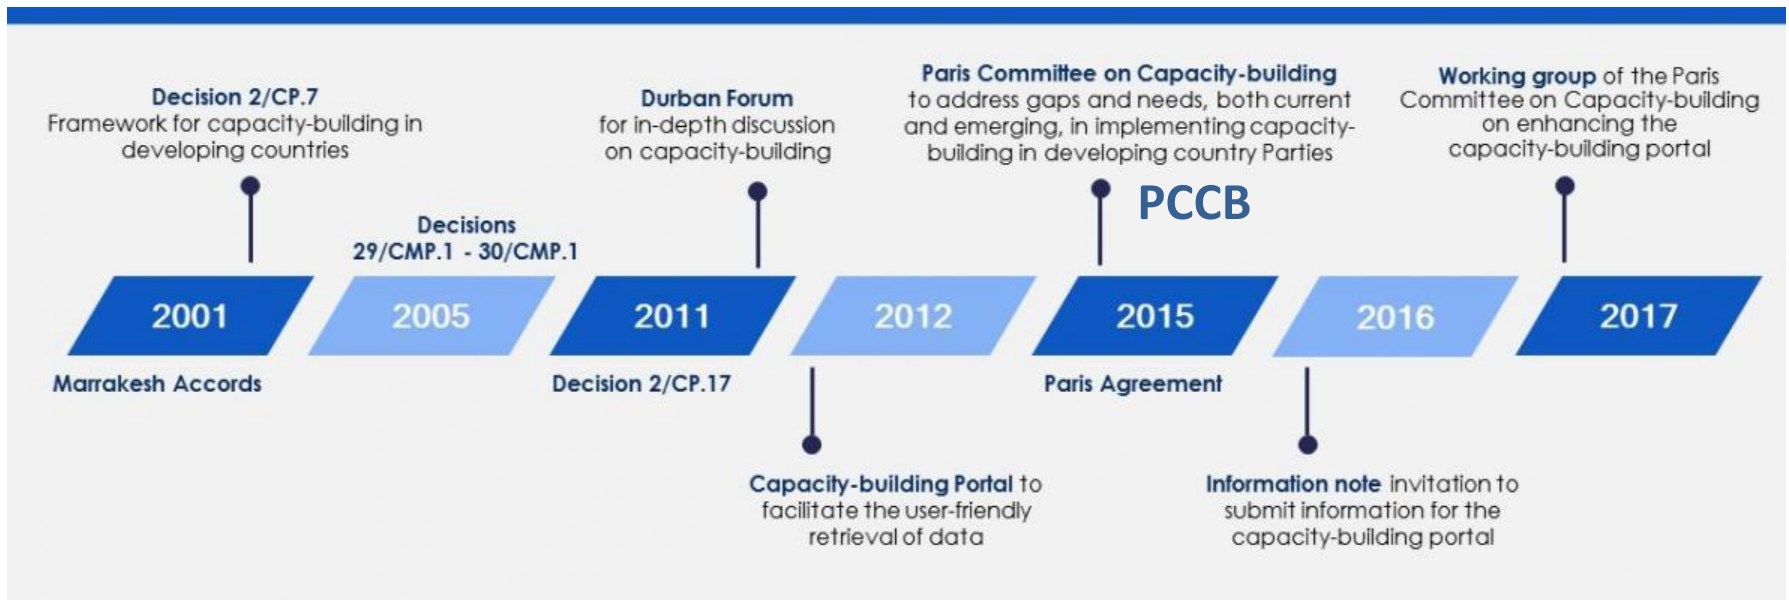 Decision 2/CP.7
Framework for capacity-building in
developing countries
Decisions
29/CMP.1 - 30/CMP.1
Durban Forum
for in-depth discussion
on capacity-building
Paris Committee on Capacity-building
to address gaps and needs, both current
and emerging, in implementing capacity-
building in developing country Parties
PCCB
Working group of the Paris
Committee on Capacity-building
on enhancing the
capacity-building portal
2001
2005
2011
2012
2015
2016
2017
Marrakesh Accords
Decision 2/CP.17
Paris Agreement
Capacity-building Portal to
facilitate the user-friendly
retrieval of data
Information note invitation to
submit information for the
capacity-building portal